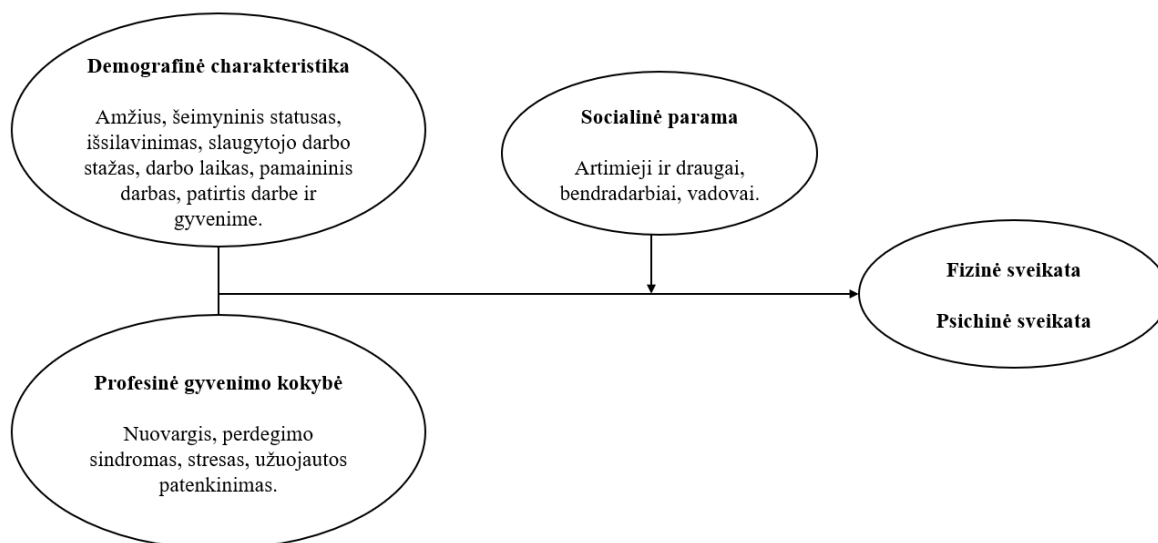 Demografinė charakteristika
Amžius, šeimyninis statusas,
išsilavinimas, slaugytojo darbo
stažas, darbo laikas, pamaininis
darbas, patirtis darbe ir
gyvenime.
Socialinė parama
Artimieji ir draugai,
bendradarbiai, vadovai.
Fizinė sveikata
Psichinė sveikata
Profesinė gyvenimo kokybė
Nuovargis, perdegimo
sindromas, stresas, užuojautos
patenkinimas.